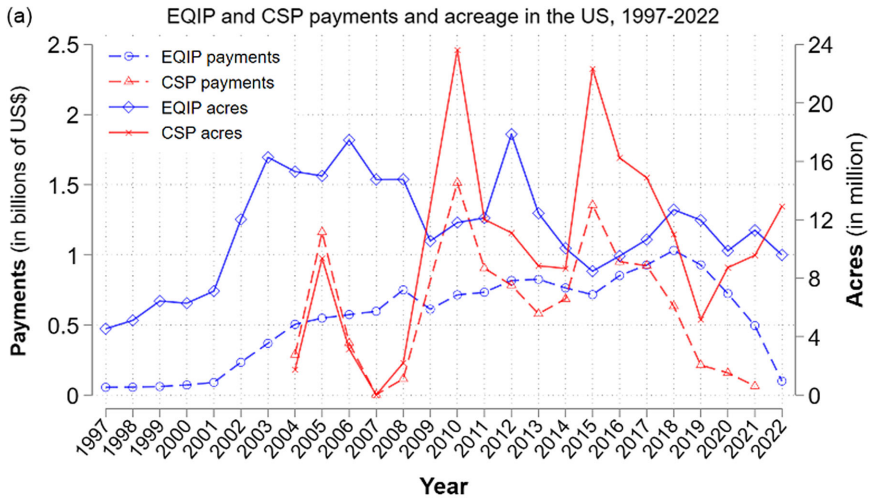 (a)
EQIP and CSP payments and acreage in the US, 1997-2022
Payments (in billions of US$)
2.5
2
1.5
1
0.5
0
EQIP payments
CSP payments
EQIP acres
CSP acres
24
20
16
12
8
4
0
Acres (in million)
1997 1998 1999 2000 2001 2002 2003 2004 2005 2006 2007 2008 2009 2010 2011 2012 2013 2014 2015 2016 2017 2018 2019 2020 2021 2022
Year